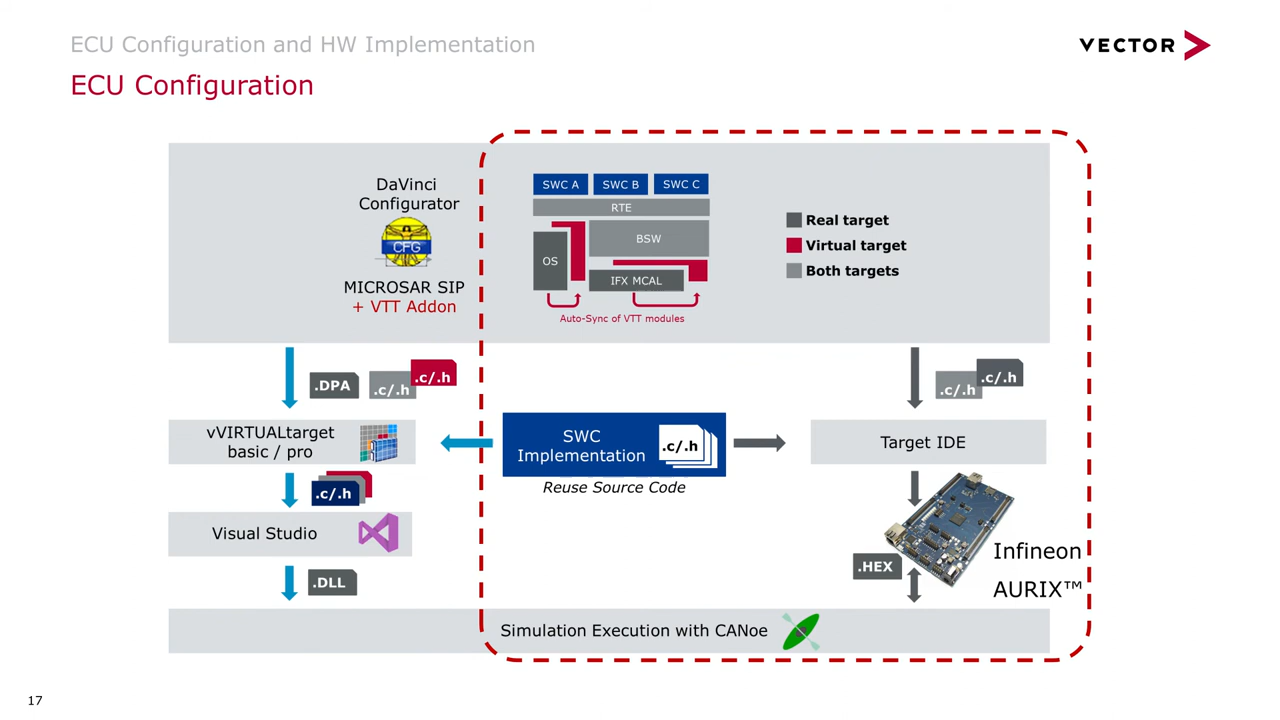 ECU Configuration and HW Implementation
VECTOR
ECU Configuration
DaVinci
Configurator
CFG
MICROSAR SIP
+ VTT Addon
SWC A
SWC B
SWC C
RTE
BSW
OS
IFX MCAL
Auto-Sync of VTT modules
Real target
Virtual target
Both targets
.DPA
.c/.h
.c/.h
.c/.h
.c/.h
vVIRTUALtarget
basic / pro
SWC
Implementation
.c/.h
Reuse Source Code
Target IDE
.c/.h
Visual Studio
.DLL
.HEX
Infineon
AURIX™
Simulation Execution with CANoe
17